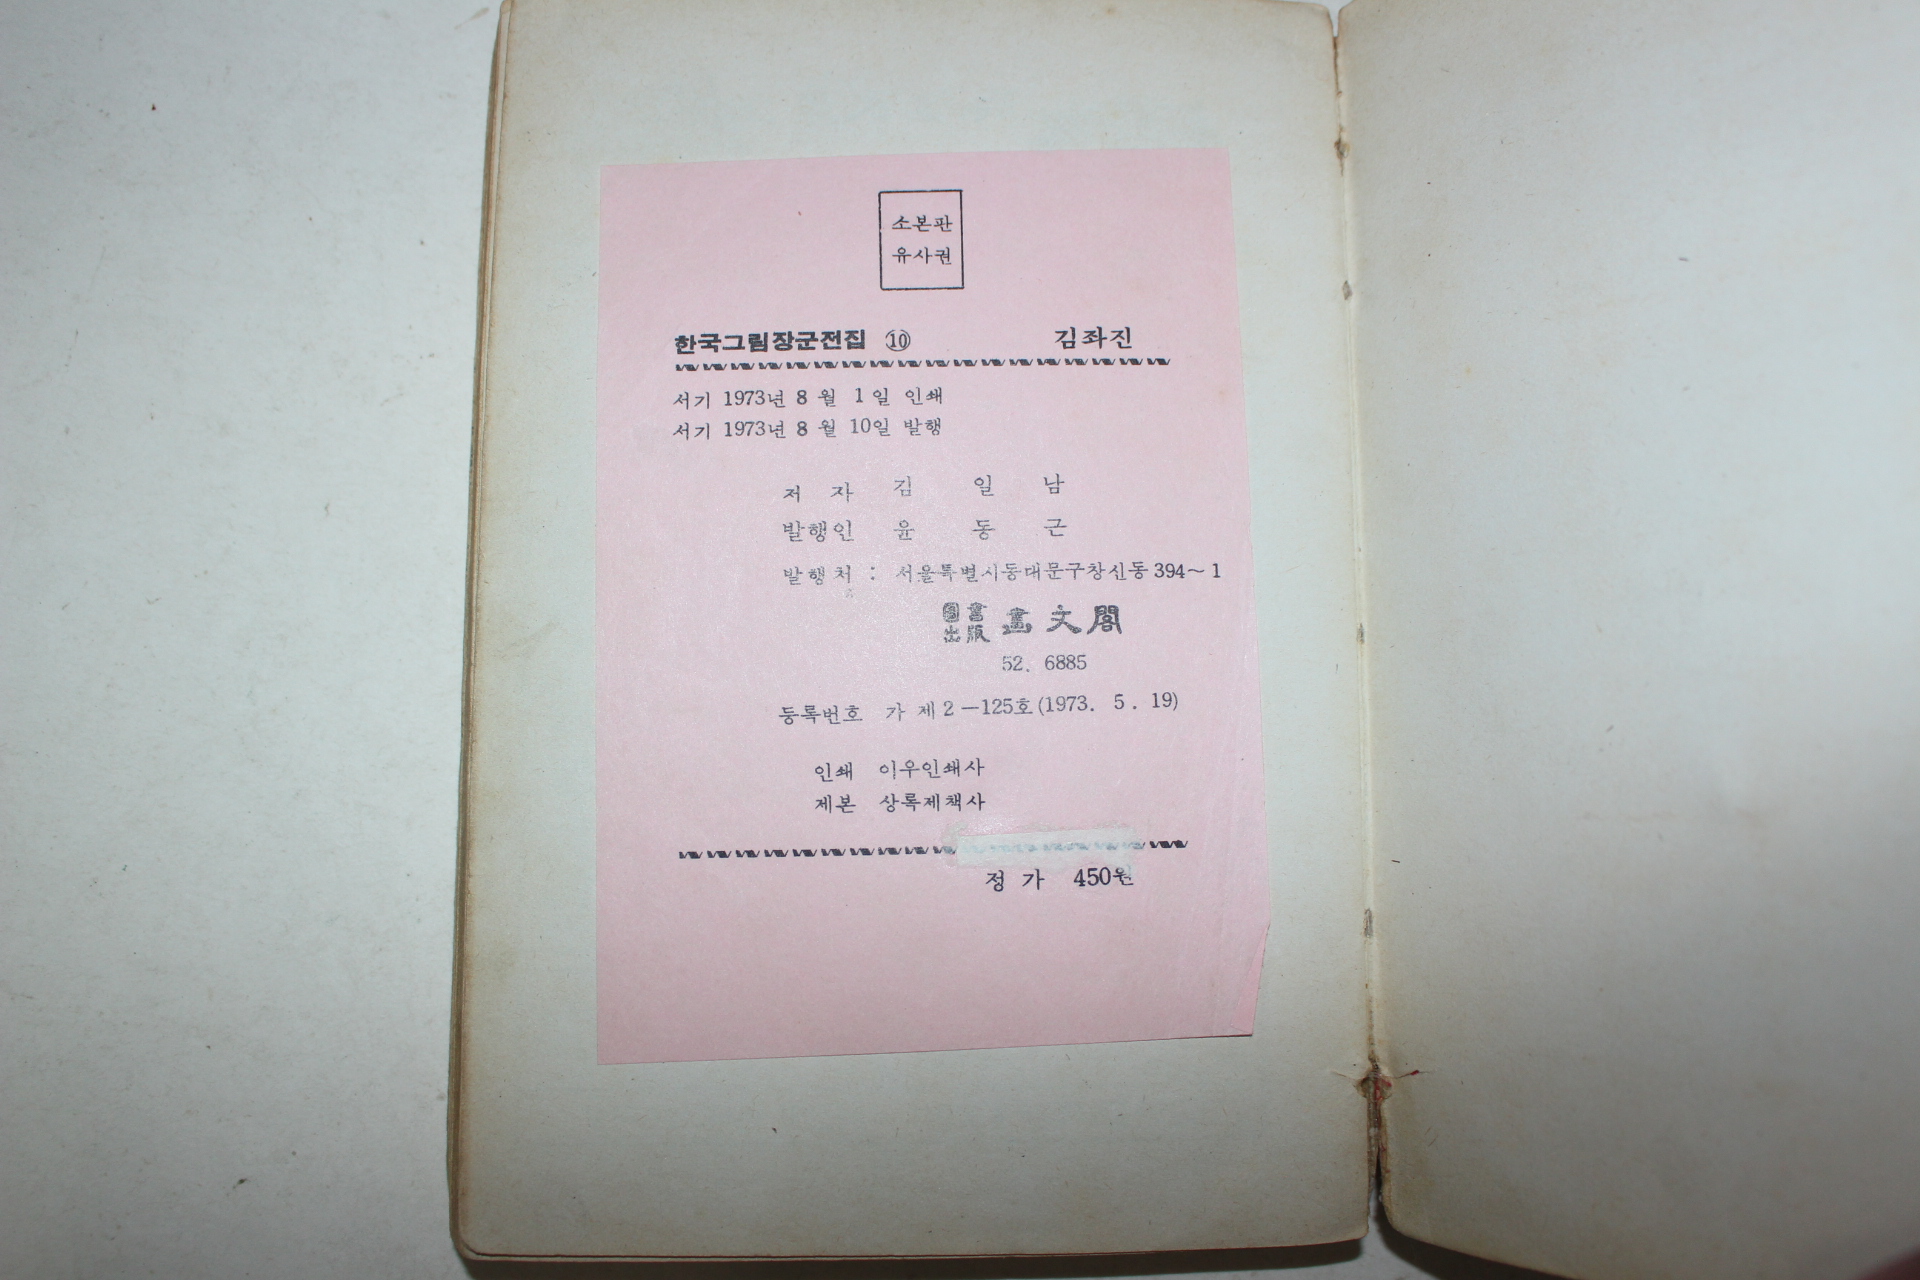 소본판
유사권
한국그림장군전집 ⑩ 김좌진
서기 1973년 8월 1일 인쇄
서기 1973년 8월 10일 발행
저 자 김 일 남
발행인 윤 동 근
발행처 : 서울특별시동대문구창신동 394~1
圖書出版 畵文閣
52. 6885
등록번호 가 제2-125호(1973. 5. 19)
인쇄 이우인쇄사
제본 상록제책사
정 가 450원